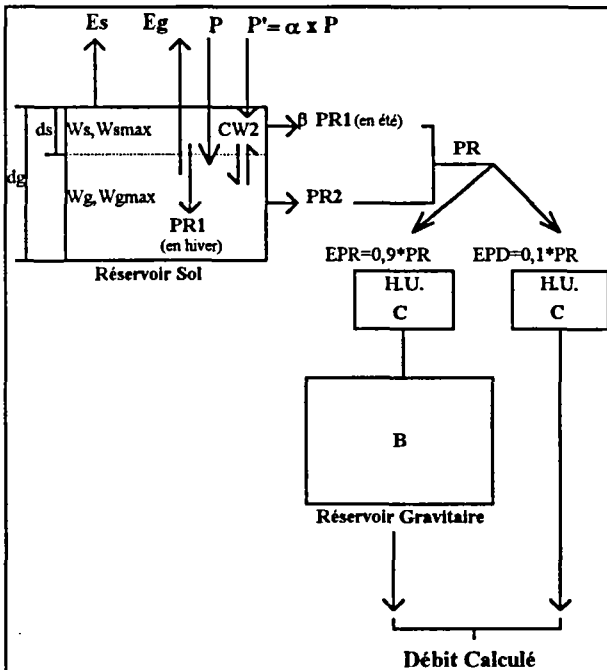 Es Eg P P'= α x P
ds Ws, Wsmax CW2 β PR1 (en été)
dg PR
Wg, Wgmax PR2
PR1
(en hiver)
Réservoir Sol
EPR=0,9*PR EPD=0,1*PR
H.U. H.U.
C C
B
Réservoir Gravitaire
Débit Calculé